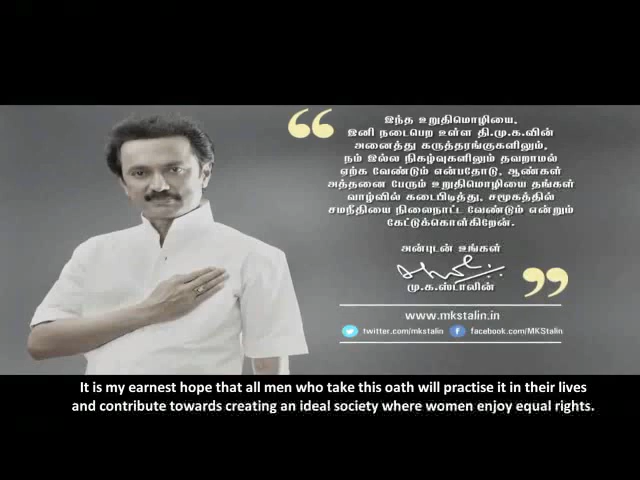 இந்த உறுதிமொழியை,
இனி நடைபெற உள்ள தி.மு.க.வின்
அனைத்து கருத்தரங்குகளிலும்,
நம் இல்ல நிகழ்வுகளிலும் தவறாமல்
ஏற்க வேண்டும் என்பதோடு, ஆண்கள்
அத்தனை பேரும் உறுதிமொழியை தங்கள்
வாழ்வில் கடைபிடித்து, சமூகத்தில்
சமநீதியை நிலைநாட்ட வேண்டும் என்றும்
கேட்டுக்கொள்கிறேன்.
அன்புடன் உங்கள்
மு.க.ஸ்டாலின்
www.mkstalin.in
twitter.com/mkstalin facebook.com/MKStalin
It is my earnest hope that all men who take this oath will practise it in their lives
and contribute towards creating an ideal society where women enjoy equal rights.